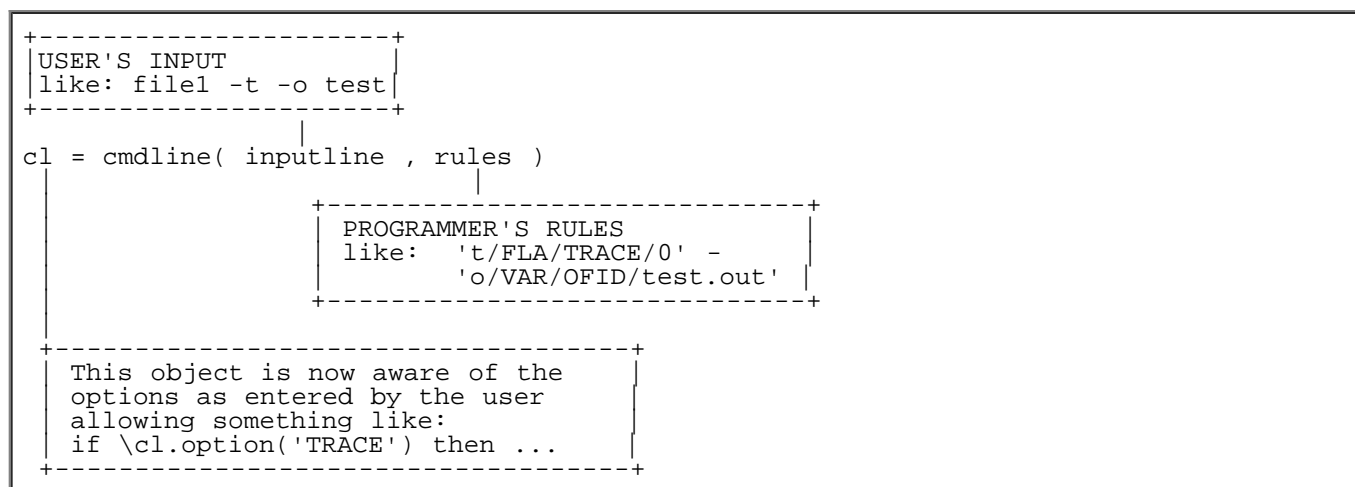 USER'S INPUT
like: file1 -t -o test
cl = cmdline( inputline , rules )
PROGRAMMER'S RULES
like: 't/FLA/TRACE/0' -
'o/VAR/OFID/test.out'
This object is now aware of the
options as entered by the user
allowing something like:
if \cl.option('TRACE') then ...